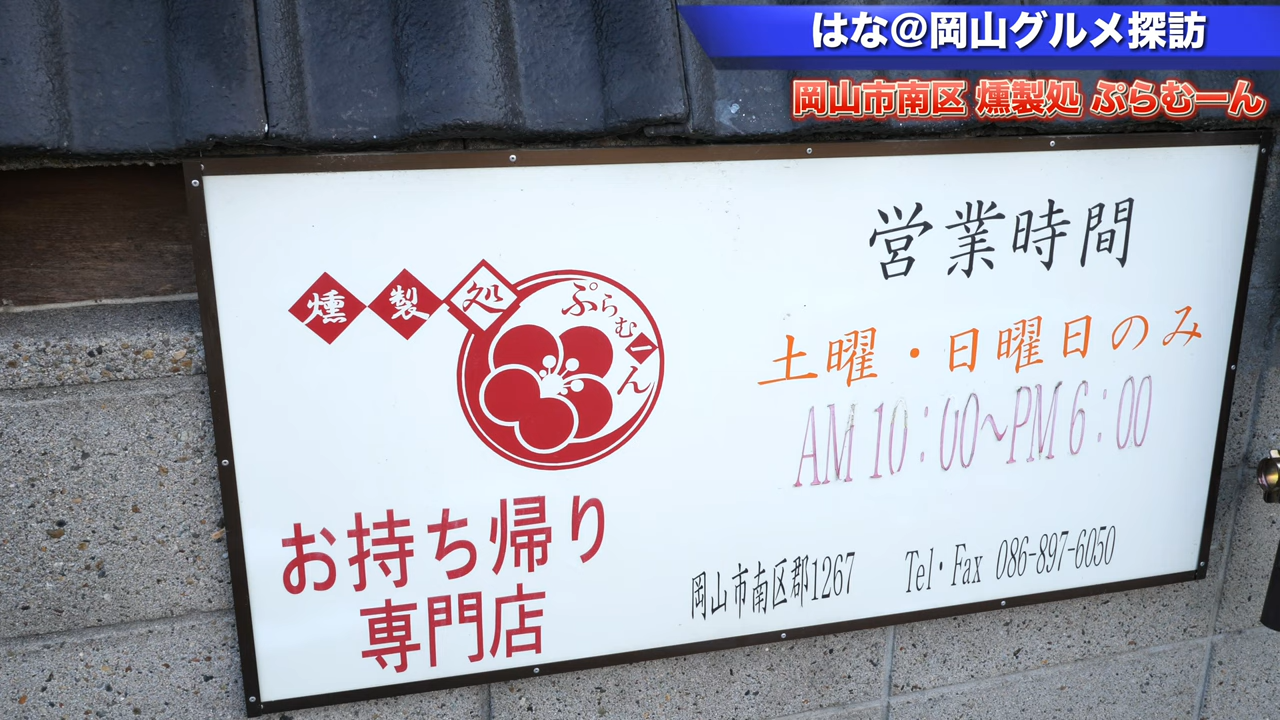 はな＠岡山グルメ探訪
岡山市南区 燻製処 ぷらむーん
燻製処
ぷらむーん
お持ち帰り
専門店
営業時間
土曜・日曜日のみ
AM 10：00〜PM 6：00
岡山市南区郡1267 Tel・Fax 086-897-6050